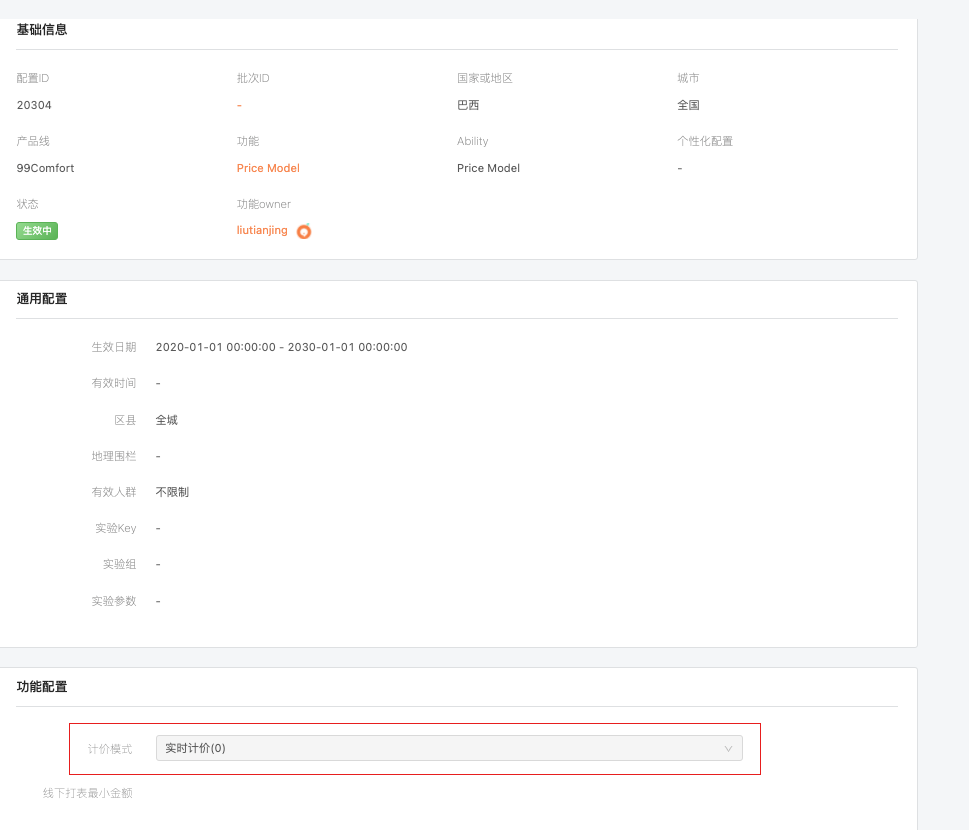 基础信息
配置ID 批次ID 国家或地区 城市
20304 - 巴西 全国
产品线 功能 Ability 个性化配置
99Comfort Price Model Price Model -
状态 功能owner
生效中 liutianjing
通用配置
生效日期 2020-01-01 00:00:00 - 2030-01-01 00:00:00
有效时间 -
区县 全城
地理围栏 -
有效人群 不限制
实验Key -
实验组 -
实验参数 -
功能配置
计价模式 实时计价(0)
线下打表最小金额